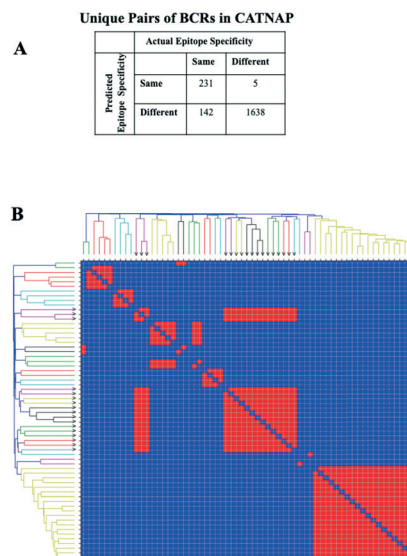 Unique Pairs of BCRs in CATNAP
A
Actual Epitope Specificity
Predicted
Epitope Specificity
Same Different
Same 231 5
Different 142 1638
B